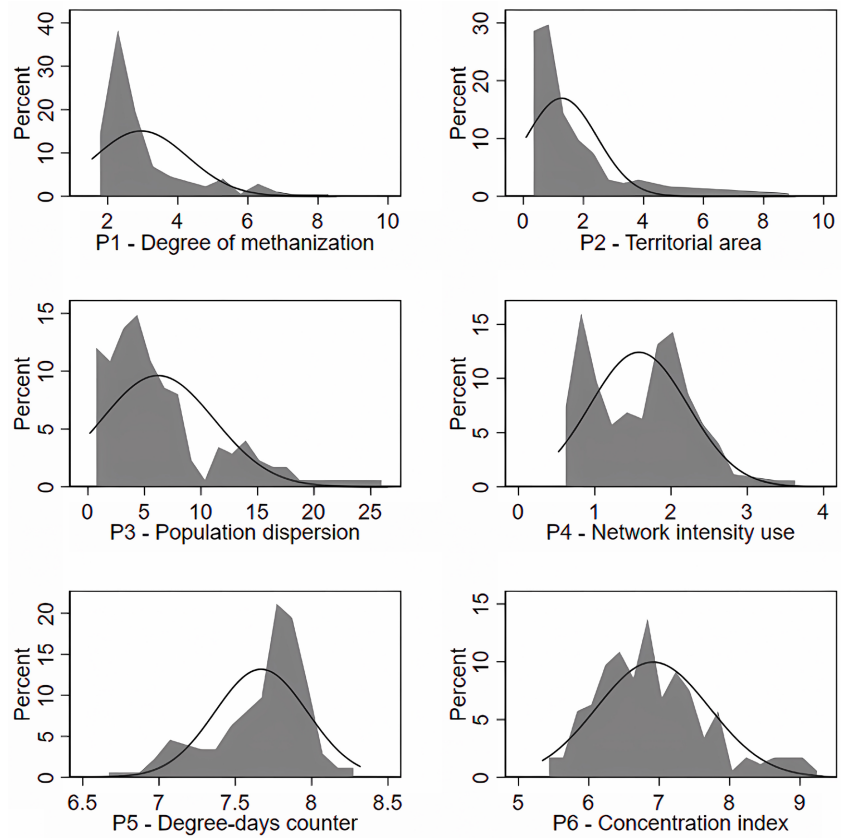 40
30
20
10
0
Percent
2 4 6 8 10
P1 - Degree of methanization
30
20
10
0
Percent
0 2 4 6 8 10
P2 - Territorial area
15
10
5
0
Percent
0 5 10 15 20 25
P3 - Population dispersion
15
10
5
0
Percent
0 1 2 3 4
P4 - Network intensity use
20
15
10
5
0
Percent
6.5 7 7.5 8 8.5
P5 - Degree-days counter
15
10
5
0
Percent
5 6 7 8 9
P6 - Concentration index